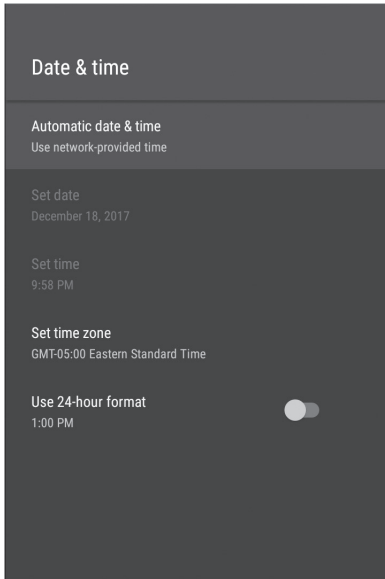 Date & time
Automatic date & time
Use network-provided time
Set date
December 18, 2017
Set time
9:58 PM
Set time zone
GMT-05:00 Eastern Standard Time
Use 24-hour format
1:00 PM